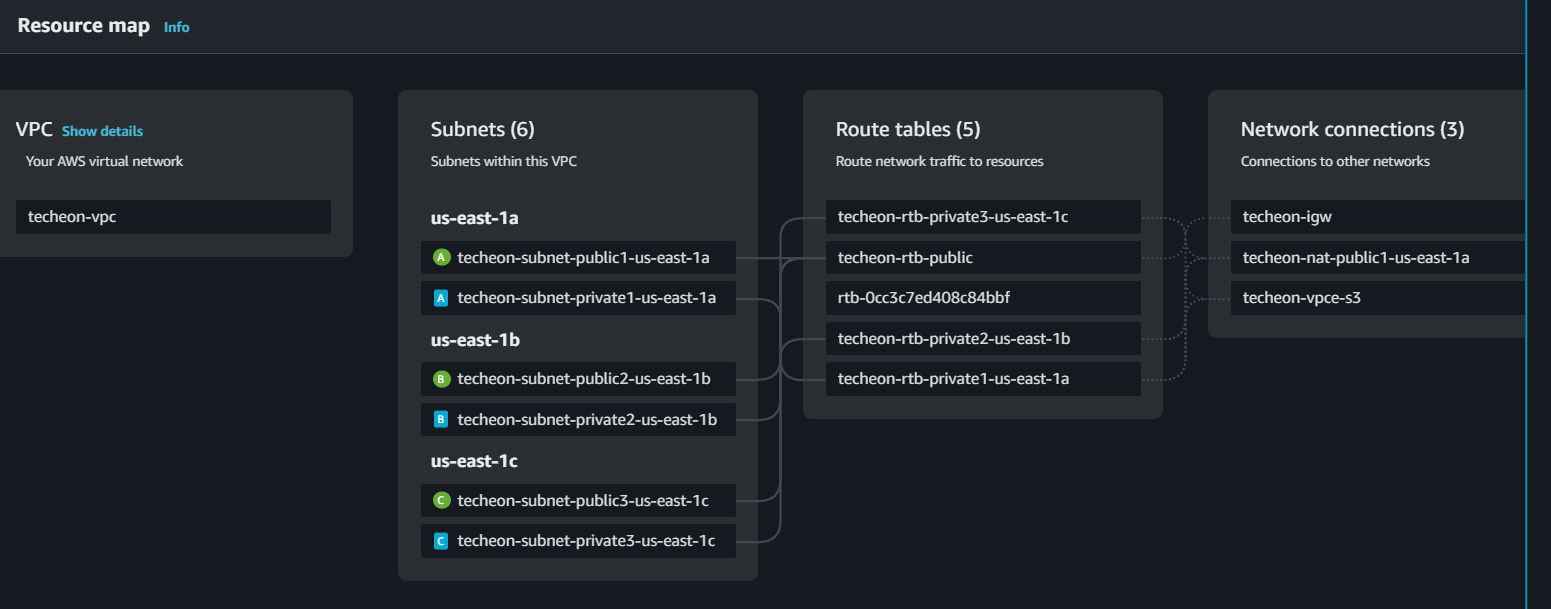 Resource map Info
VPC Show details
Your AWS virtual network
techeon-vpc
Subnets (6)
Subnets within this VPC
us-east-1a
A techeon-subnet-public1-us-east-1a
A techeon-subnet-private1-us-east-1a
us-east-1b
B techeon-subnet-public2-us-east-1b
B techeon-subnet-private2-us-east-1b
us-east-1c
C techeon-subnet-public3-us-east-1c
C techeon-subnet-private3-us-east-1c
Route tables (5)
Route network traffic to resources
techeon-rtb-private3-us-east-1c
techeon-rtb-public
rtb-0cc3c7ed408c84bbf
techeon-rtb-private2-us-east-1b
techeon-rtb-private1-us-east-1a
Network connections (3)
Connections to other networks
techeon-igw
techeon-nat-public1-us-east-1a
techeon-vpce-s3